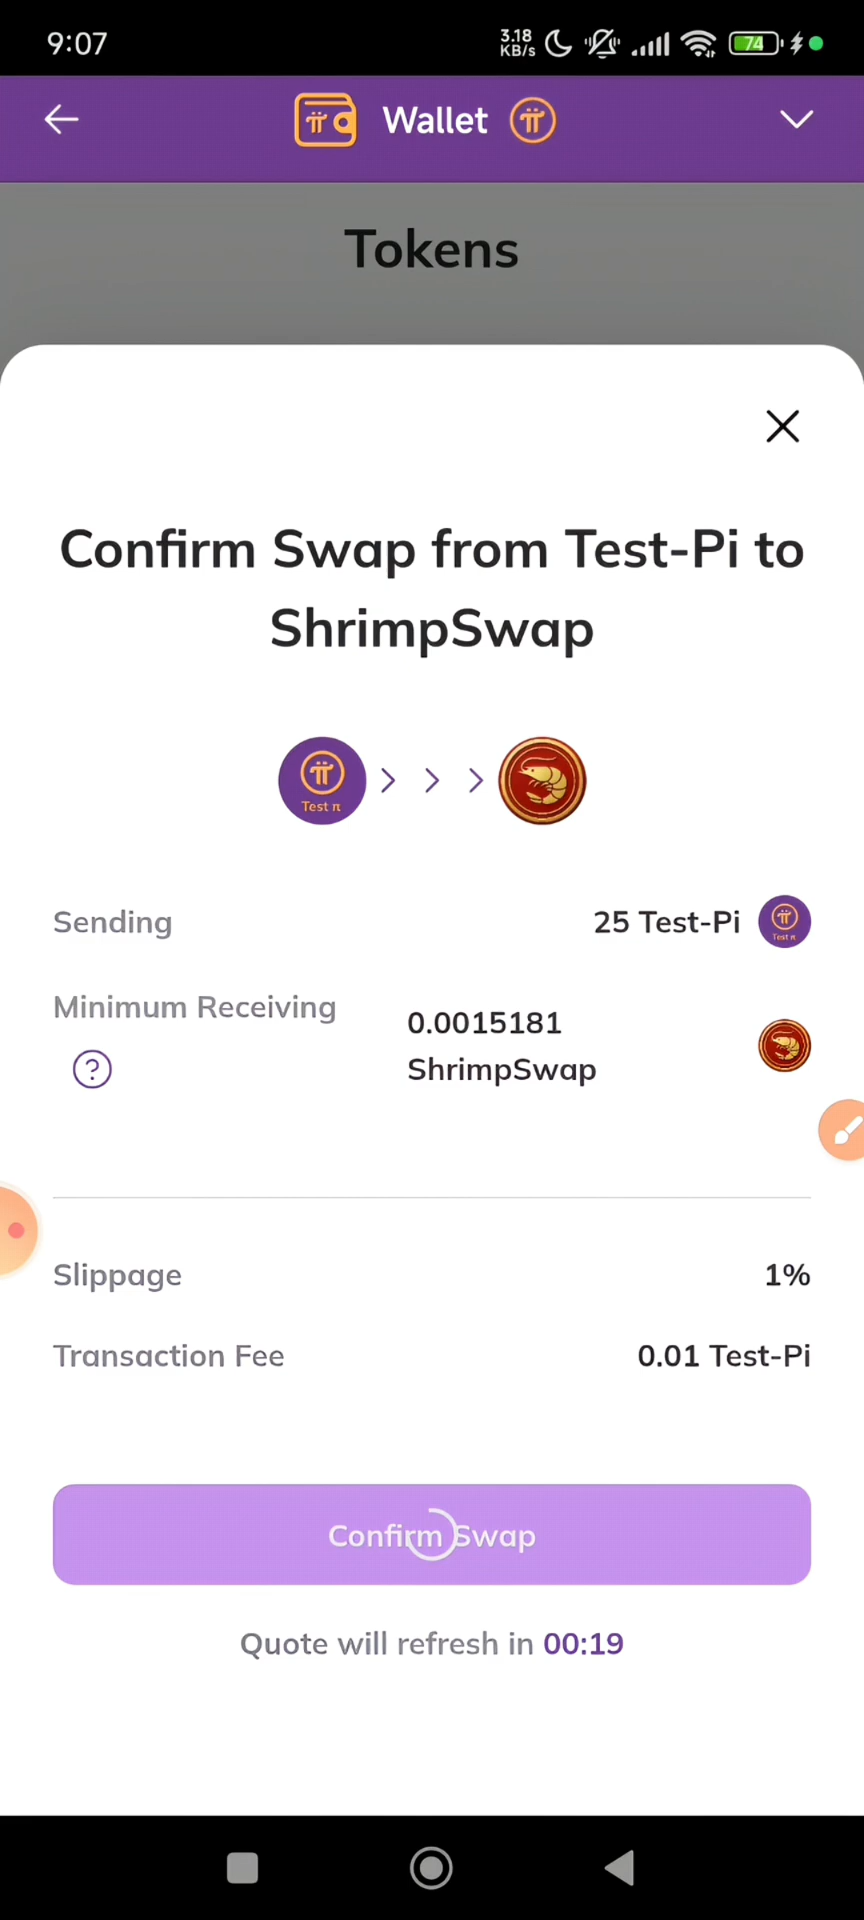 9:07
3.18
KB/s
74
Wallet
Tokens
Confirm Swap from Test-Pi to
ShrimpSwap
Test π
Sending
25 Test-Pi
Test π
Minimum Receiving
0.0015181
ShrimpSwap
Slippage
1%
Transaction Fee
0.01 Test-Pi
Confirm Swap
Quote will refresh in 00:19